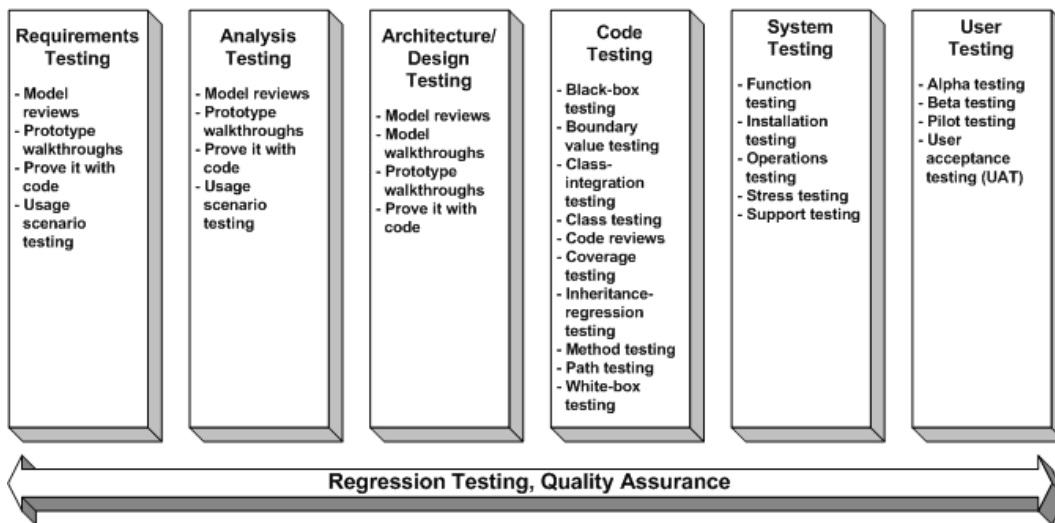 Requirements
Testing
- Model
reviews
- Prototype
walkthroughs
- Prove it with
code
- Usage
scenario
testing
Analysis
Testing
- Model reviews
- Prototype
walkthroughs
- Prove it with
code
- Usage
scenario
testing
Architecture/
Design
Testing
- Model reviews
- Model
walkthroughs
- Prototype
walkthroughs
- Prove it with
code
Code
Testing
- Black-box
testing
- Boundary
value testing
- Class-
integration
testing
- Class testing
- Code reviews
- Coverage
testing
- Inheritance-
regression
testing
- Method testing
- Path testing
- White-box
testing
System
Testing
- Function
testing
- Installation
testing
- Operations
testing
- Stress testing
- Support testing
User
Testing
- Alpha testing
- Beta testing
- Pilot testing
- User
acceptance
testing (UAT)
Regression Testing, Quality Assurance